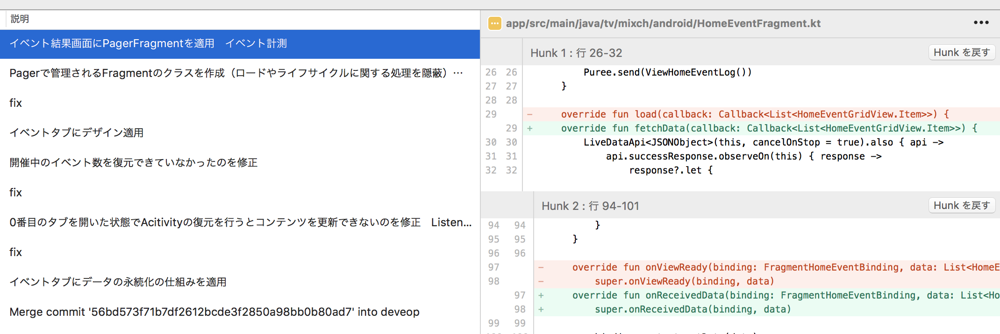 説明
イベント結果画面にPagerFragmentを適用　イベント計測
Pagerで管理されるFragmentのクラスを作成（ロードやライフサイクルに関する処理を隠蔽）…
fix
イベントタブにデザイン適用
開催中のイベント数を復元できていなかったのを修正
fix
0番目のタブを開いた状態でAcitivityの復元を行うとコンテンツを更新できないのを修正　Listen...
fix
イベントタブにデータの永続化の仕組みを適用
Merge commit '56bd573f71b7df2612bcde3f2850a98bb0b80ad7' into deveop
app/src/main/java/tv/mixch/android/HomeEventFragment.kt
Hunk 1 : 行 26-32 Hunk を戻す
26 26 Puree.send(ViewHomeEventLog())
27 27 }
28 28
29 - override fun load(callback: Callback<List<HomeEventGridView.Item>>) {
29 + override fun fetchData(callback: Callback<List<HomeEventGridView.Item>>) {
30 30 LiveDataApi<JSONObject>(this, cancelOnStop = true).also { api ->
31 31 api.successResponse.observeOn(this) { response ->
32 32 response?.let {
Hunk 2 : 行 94-101 Hunk を戻す
94 94 }
95 95 }
96 96
97 - override fun onViewReady(binding: FragmentHomeEventBinding, data: List<HomeE
98 - super.onViewReady(binding, data)
97 + override fun onReceivedData(binding: FragmentHomeEventBinding, data: List<Ho
98 + super.onReceivedData(binding, data)
99 99